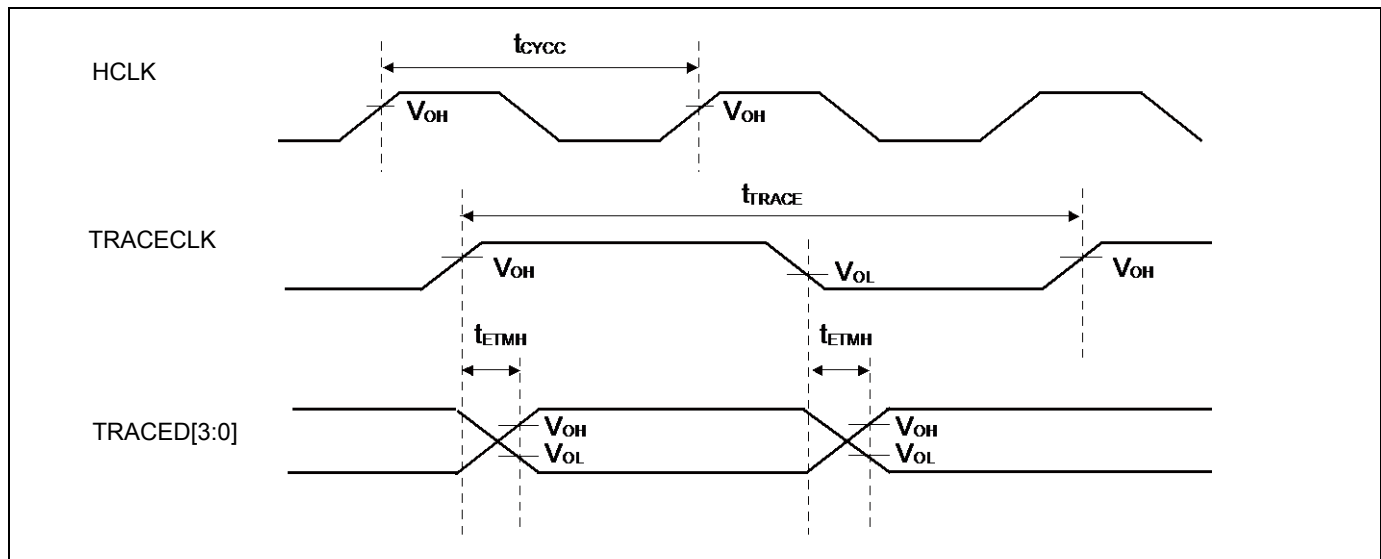 tCYCC
HCLK
VOH
VOH
tTRACE
TRACECLK
VOH
VOL
VOH
tETMH
tETMH
TRACED[3:0]
VOH
VOH
VOL
VOL